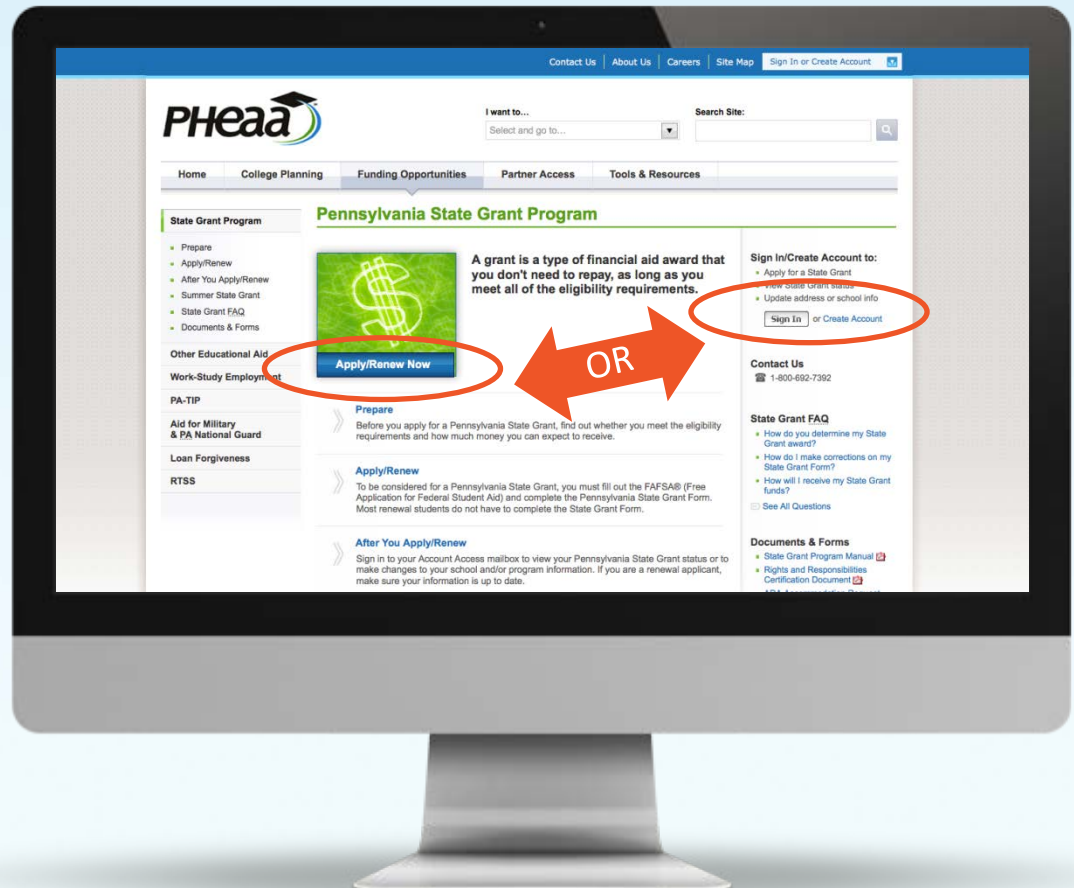 Contact Us About Us Careers Site Map Sign In or Create Account
PHEAA
I want to...
Select and go to...
Search Site:
Home College Planning Funding Opportunities Partner Access Tools & Resources
State Grant Program
Prepare
Apply/Renew
After You Apply/Renew
Summer State Grant
State Grant FAQ
Documents & Forms
Other Educational Aid
Work-Study Employment
PA-TIP
Aid for Military
& PA National Guard
Loan Forgiveness
RTSS
Pennsylvania State Grant Program
Apply/Renew Now
A grant is a type of financial aid award that
you don't need to repay, as long as you
meet all of the eligibility requirements.
OR
Prepare
Before you apply for a Pennsylvania State Grant, find out whether you meet the eligibility
requirements and how much money you can expect to receive.
Apply/Renew
To be considered for a Pennsylvania State Grant, you must fill out the FAFSA® (Free
Application for Federal Student Aid) and complete the Pennsylvania State Grant Form.
Most renewal students do not have to complete the State Grant Form.
After You Apply/Renew
Sign in to your Account Access mailbox to view your Pennsylvania State Grant status or to
make changes to your school and/or program information. If you are a renewal applicant,
make sure your information is up to date.
Sign In/Create Account to:
Apply for a State Grant
View State Grant status
Update address or school info
Sign In or Create Account
Contact Us
1-800-692-7392
State Grant FAQ
How do you determine my State
Grant award?
How do I make corrections on my
State Grant Form?
How will I receive my State Grant
funds?
See All Questions
Documents & Forms
State Grant Program Manual
Rights and Responsibilities
Certification Document